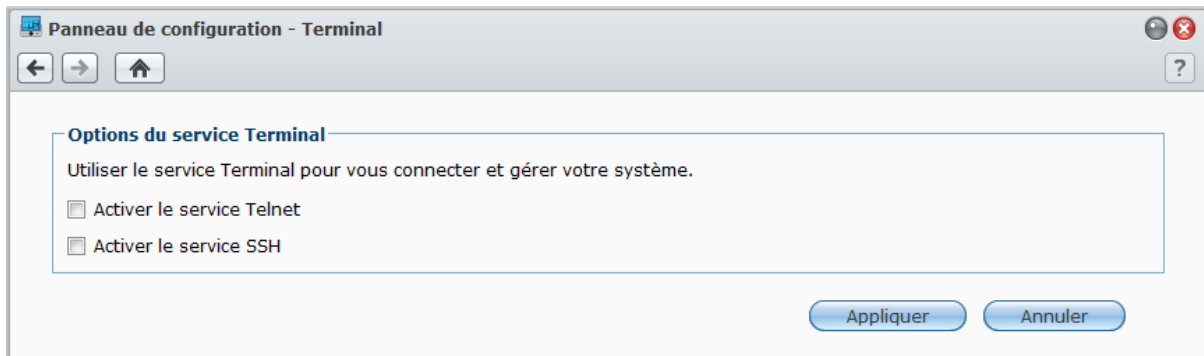 Panneau de configuration - Terminal
?
Options du service Terminal
Utiliser le service Terminal pour vous connecter et gérer votre système.
Activer le service Telnet
Activer le service SSH
Appliquer Annuler